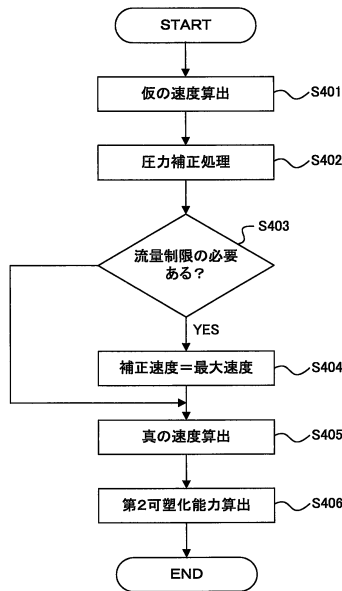 START
仮の速度算出
S401
圧力補正処理
S402
S403
流量制限の必要
ある？
YES
補正速度＝最大速度
S404
真の速度算出
S405
第2可塑化能力算出
S406
END